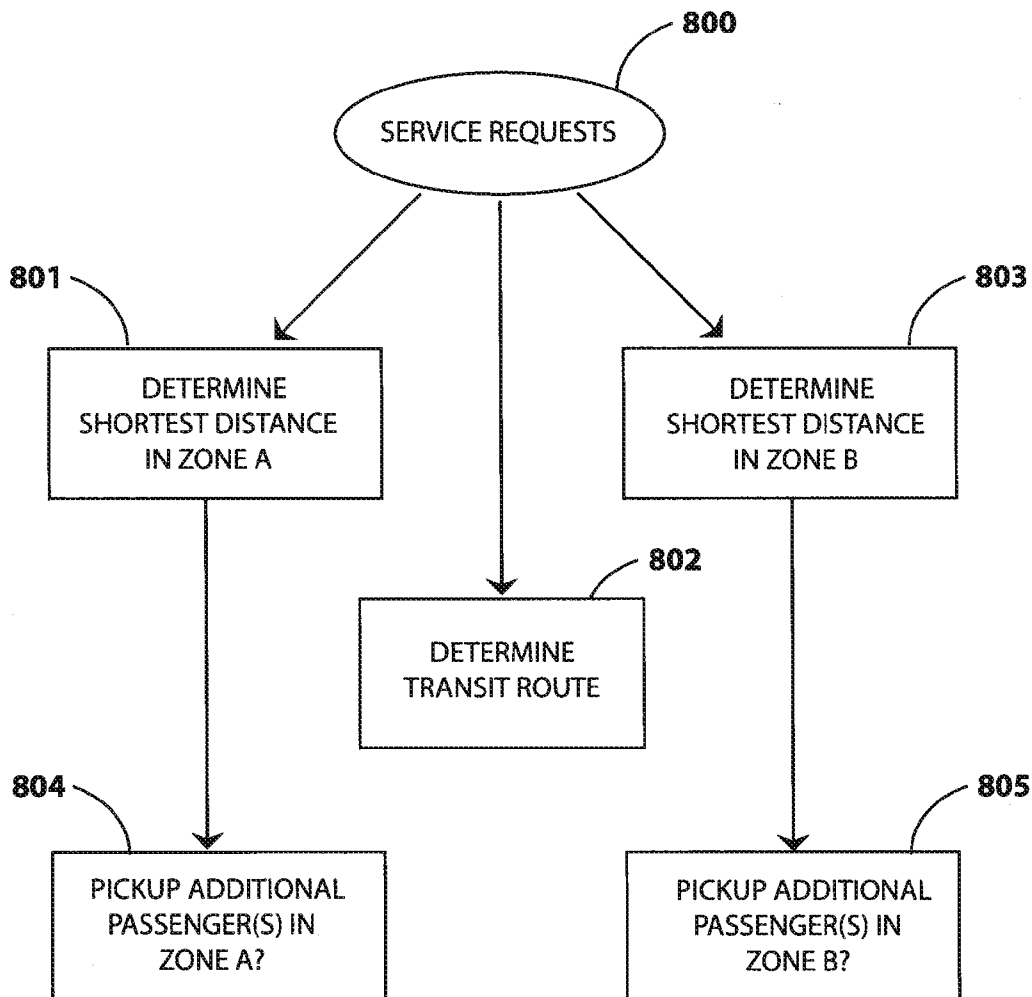 800
SERVICE REQUESTS
801
803
DETERMINE
SHORTEST DISTANCE
IN ZONE A
DETERMINE
SHORTEST DISTANCE
IN ZONE B
802
DETERMINE
TRANSIT ROUTE
804
805
PICKUP ADDITIONAL
PASSENGER(S) IN
ZONE A?
PICKUP ADDITIONAL
PASSENGER(S) IN
ZONE B?